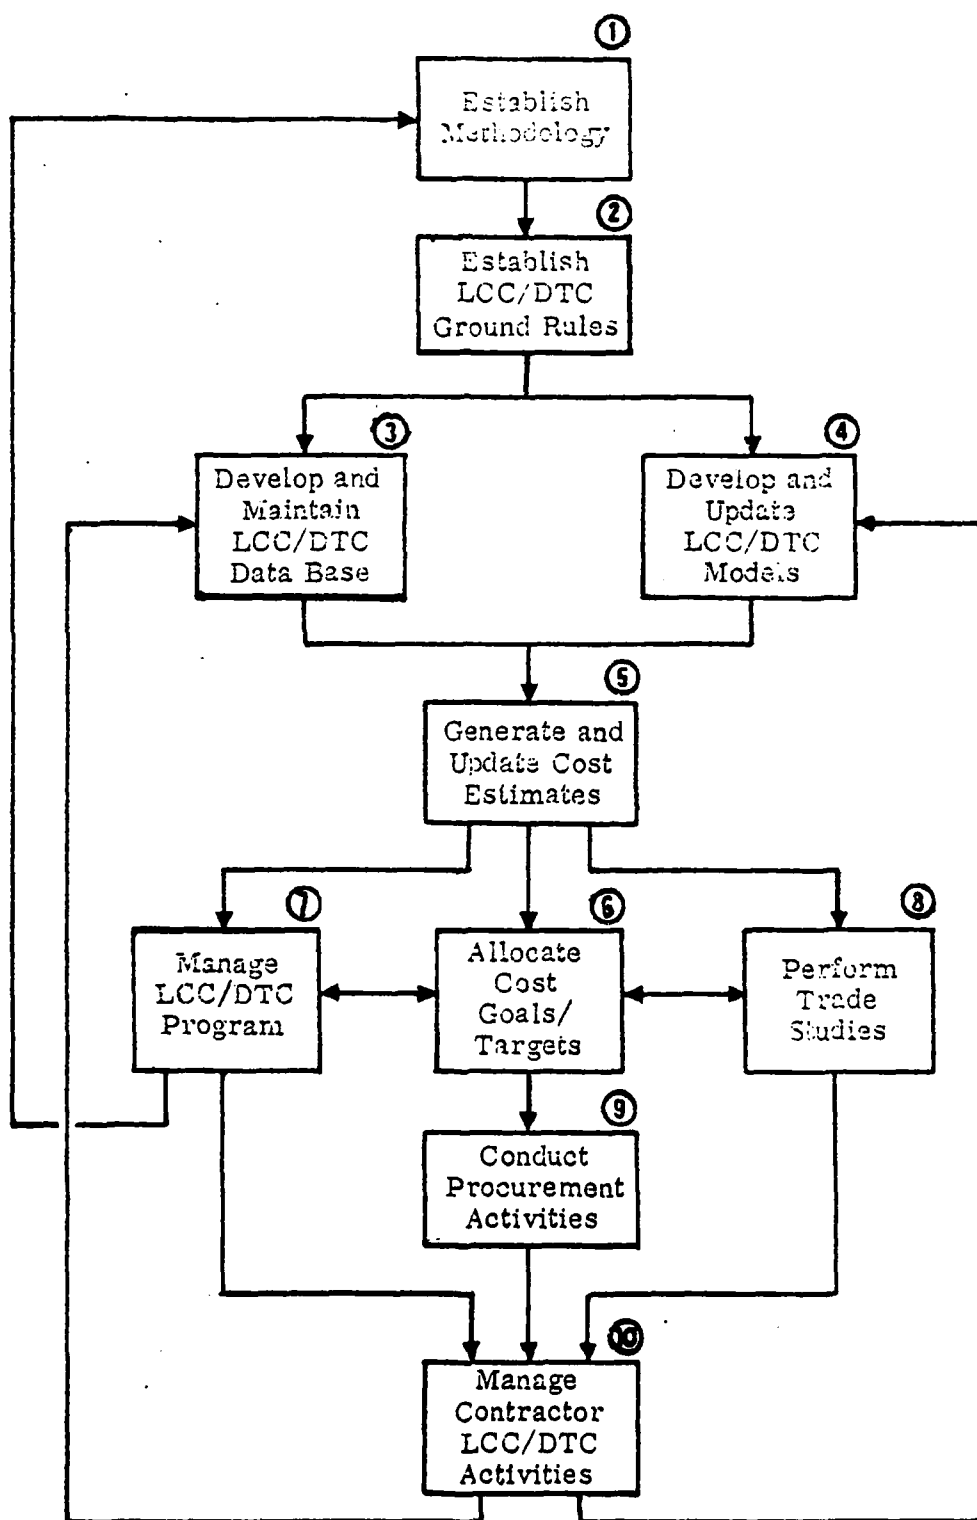 1
Establish
Methodology
2
Establish
LCC/DTC
Ground Rules
3
Develop and
Maintain
LCC/DTC
Data Base
4
Develop and
Update
LCC/DTC
Models
5
Generate and
Update Cost
Estimates
7
Manage
LCC/DTC
Program
6
Allocate
Cost
Goals/
Targets
8
Perform
Trade
Studies
9
Conduct
Procurement
Activities
10
Manage
Contractor
LCC/DTC
Activities